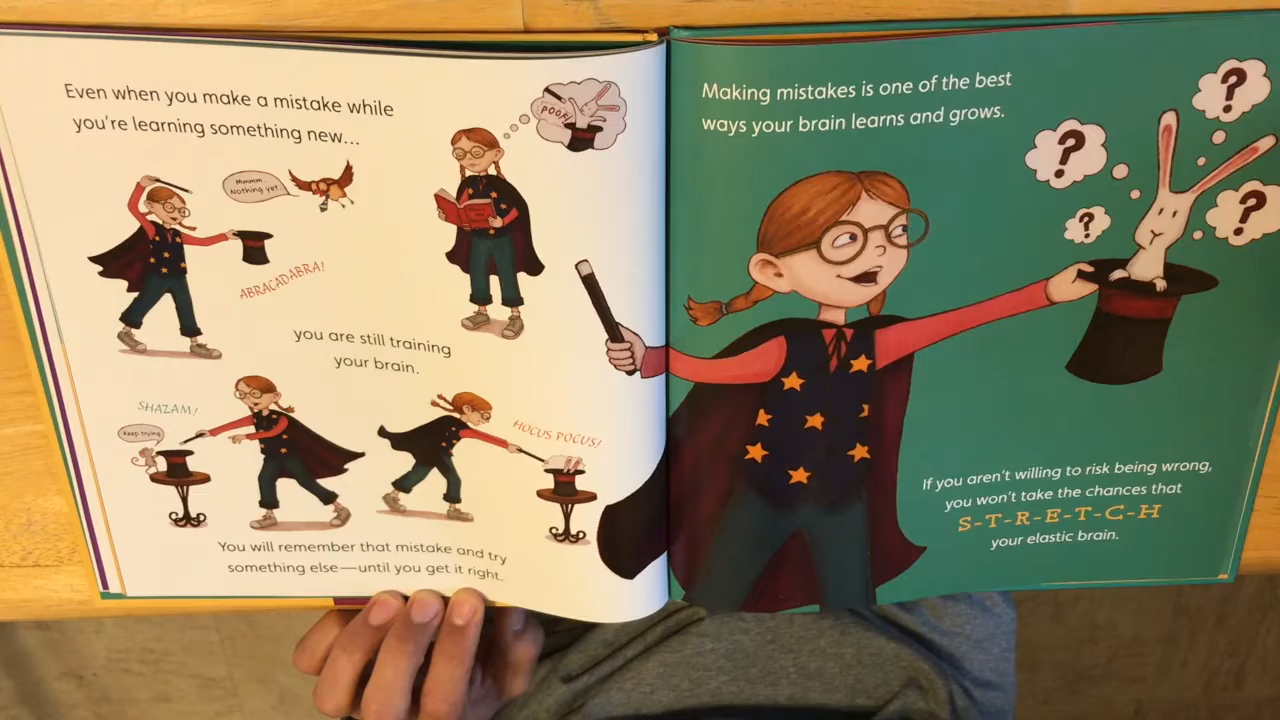 Even when you make a mistake while
you're learning something new...
POOF!
Mmmm
Nothing yet.
ABRACADABRA!
you are still training
your brain.
SHAZAM!
Keep trying
HOCUS POCUS!
You will remember that mistake and try
something else—until you get it right.
Making mistakes is one of the best
ways your brain learns and grows.
?
?
?
?
If you aren't willing to risk being wrong,
you won't take the chances that
S-T-R-E-T-C-H
your elastic brain.